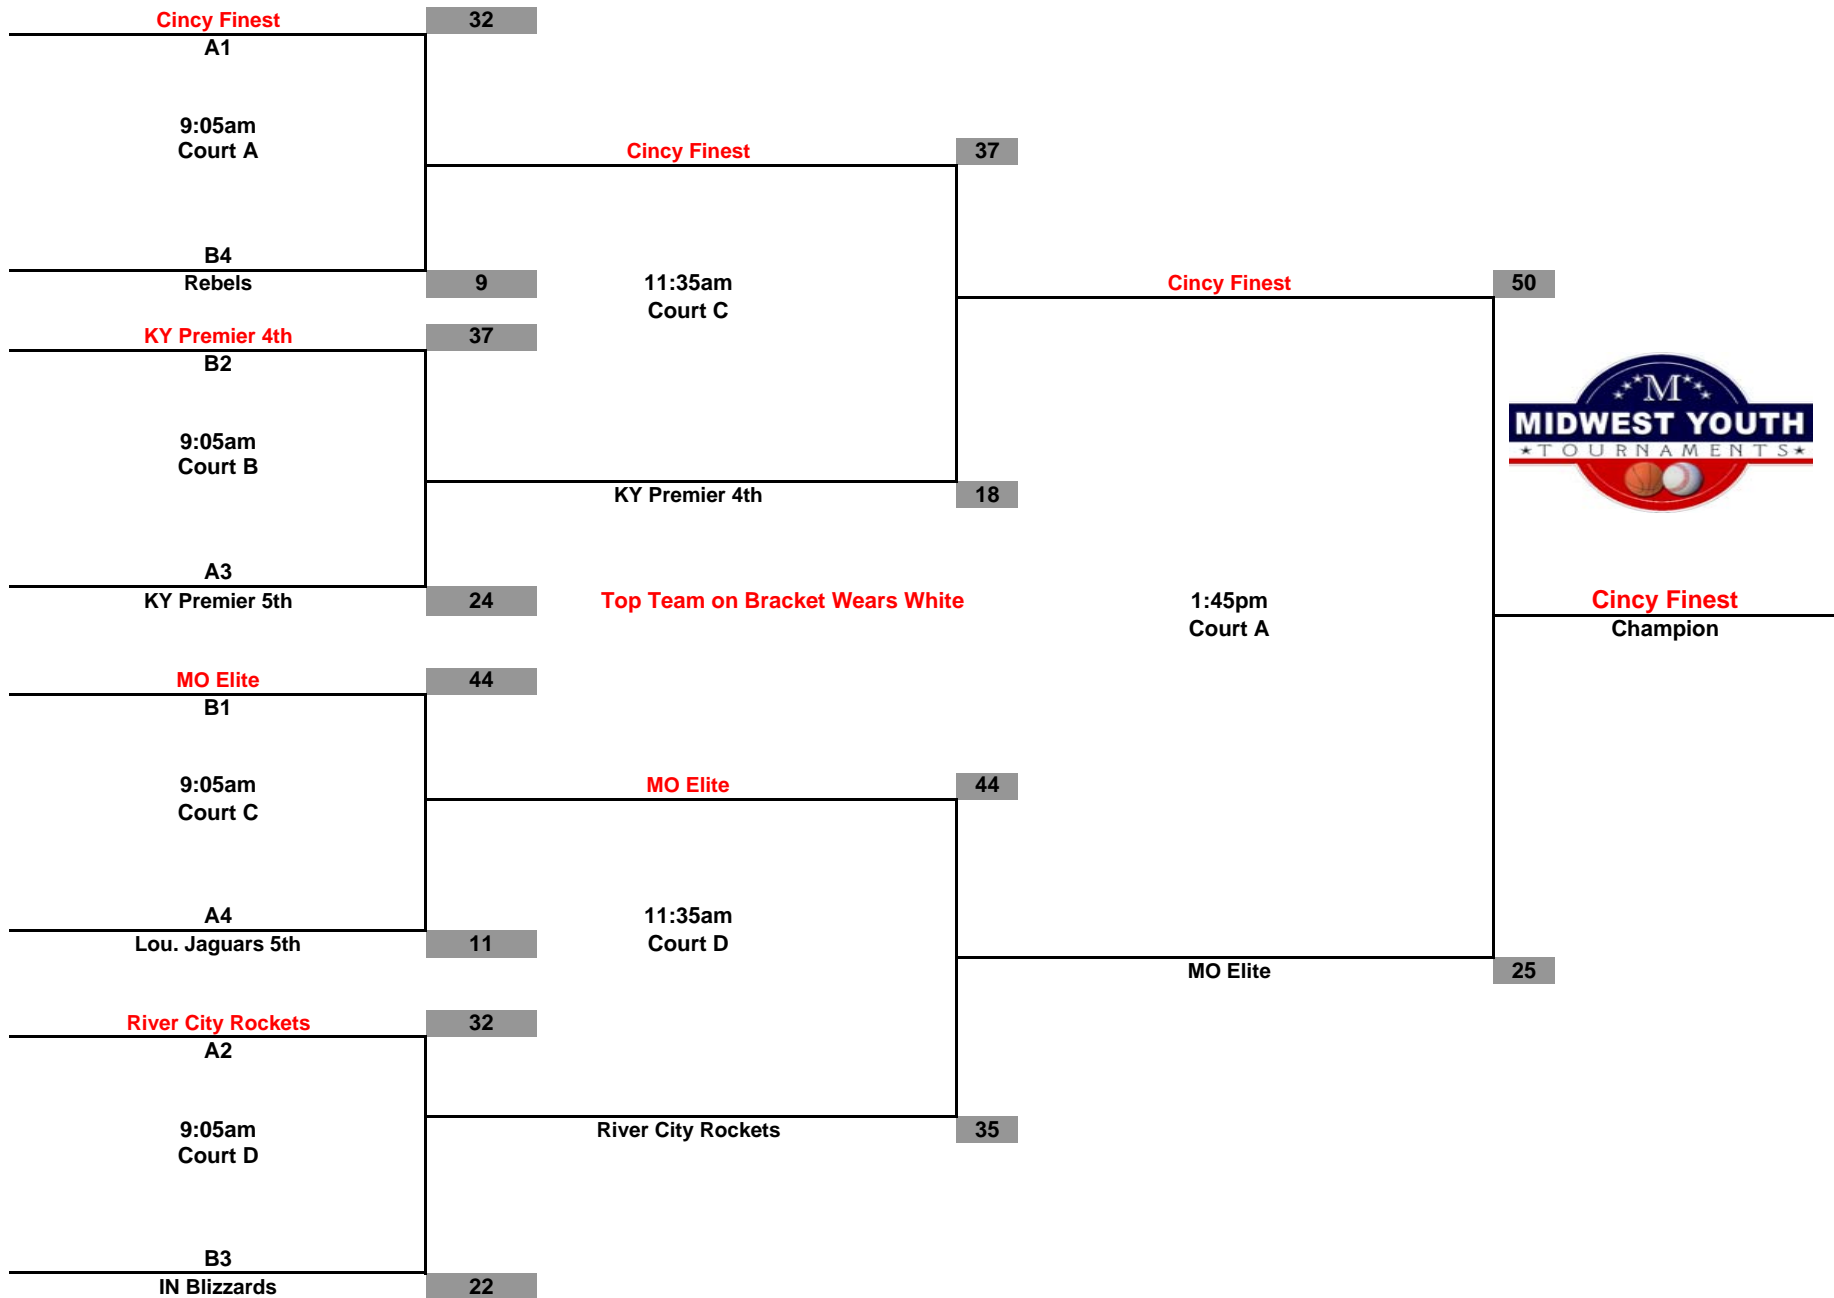 Cincy Finest 32
A1
9:05am
Court A
Cincy Finest 37
B4
Rebels 9
11:35am
Court C
Cincy Finest 50
KY Premier 4th 37
B2
M
MIDWEST YOUTH
TOURNAMENTS
9:05am
Court B
KY Premier 4th 18
A3
KY Premier 5th 24
Top Team on Bracket Wears White
1:45pm
Court A
Cincy Finest
Champion
MO Elite 44
B1
9:05am
Court C
MO Elite 44
A4
Lou. Jaguars 5th 11
11:35am
Court D
MO Elite 25
River City Rockets 32
A2
9:05am
Court D
River City Rockets 35
B3
IN Blizzards 22